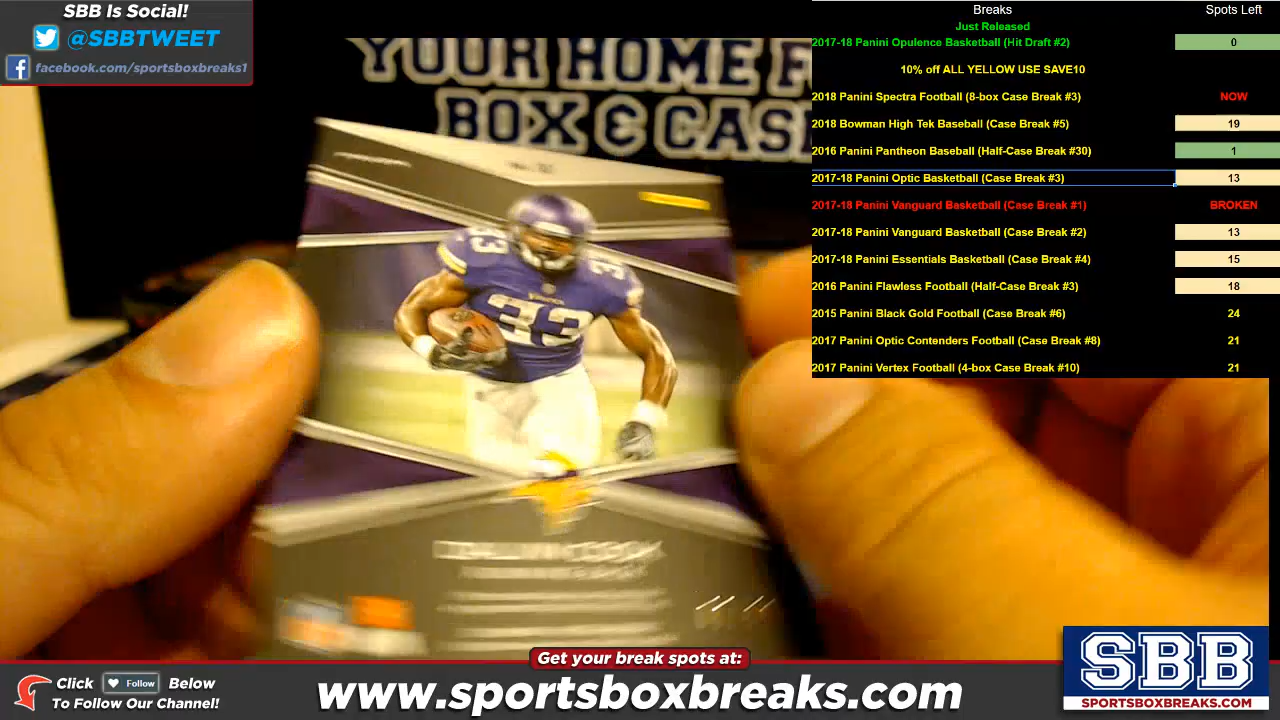 SBB Is Social!
@SBBTWEET
facebook.com/sportsboxbreaks1
YOUR HOME F
BOX & CAS
33
33
33
COOK
Breaks Spots Left
Just Released
2017-18 Panini Opulence Basketball (Hit Draft #2) 0
10% off ALL YELLOW USE SAVE10
2018 Panini Spectra Football (8-box Case Break #3) NOW
2018 Bowman High Tek Baseball (Case Break #5) 19
2016 Panini Pantheon Baseball (Half-Case Break #30) 1
2017-18 Panini Optic Basketball (Case Break #3) 13
2017-18 Panini Vanguard Basketball (Case Break #1) BROKEN
2017-18 Panini Vanguard Basketball (Case Break #2) 13
2017-18 Panini Essentials Basketball (Case Break #4) 15
2016 Panini Flawless Football (Half-Case Break #3) 18
2015 Panini Black Gold Football (Case Break #6) 24
2017 Panini Optic Contenders Football (Case Break #8) 21
2017 Panini Vertex Football (4-box Case Break #10) 21
Get your break spots at:
Click Follow Below
To Follow Our Channel!
www.sportsboxbreaks.com
SBB
SPORTSBOXBREAKS.COM